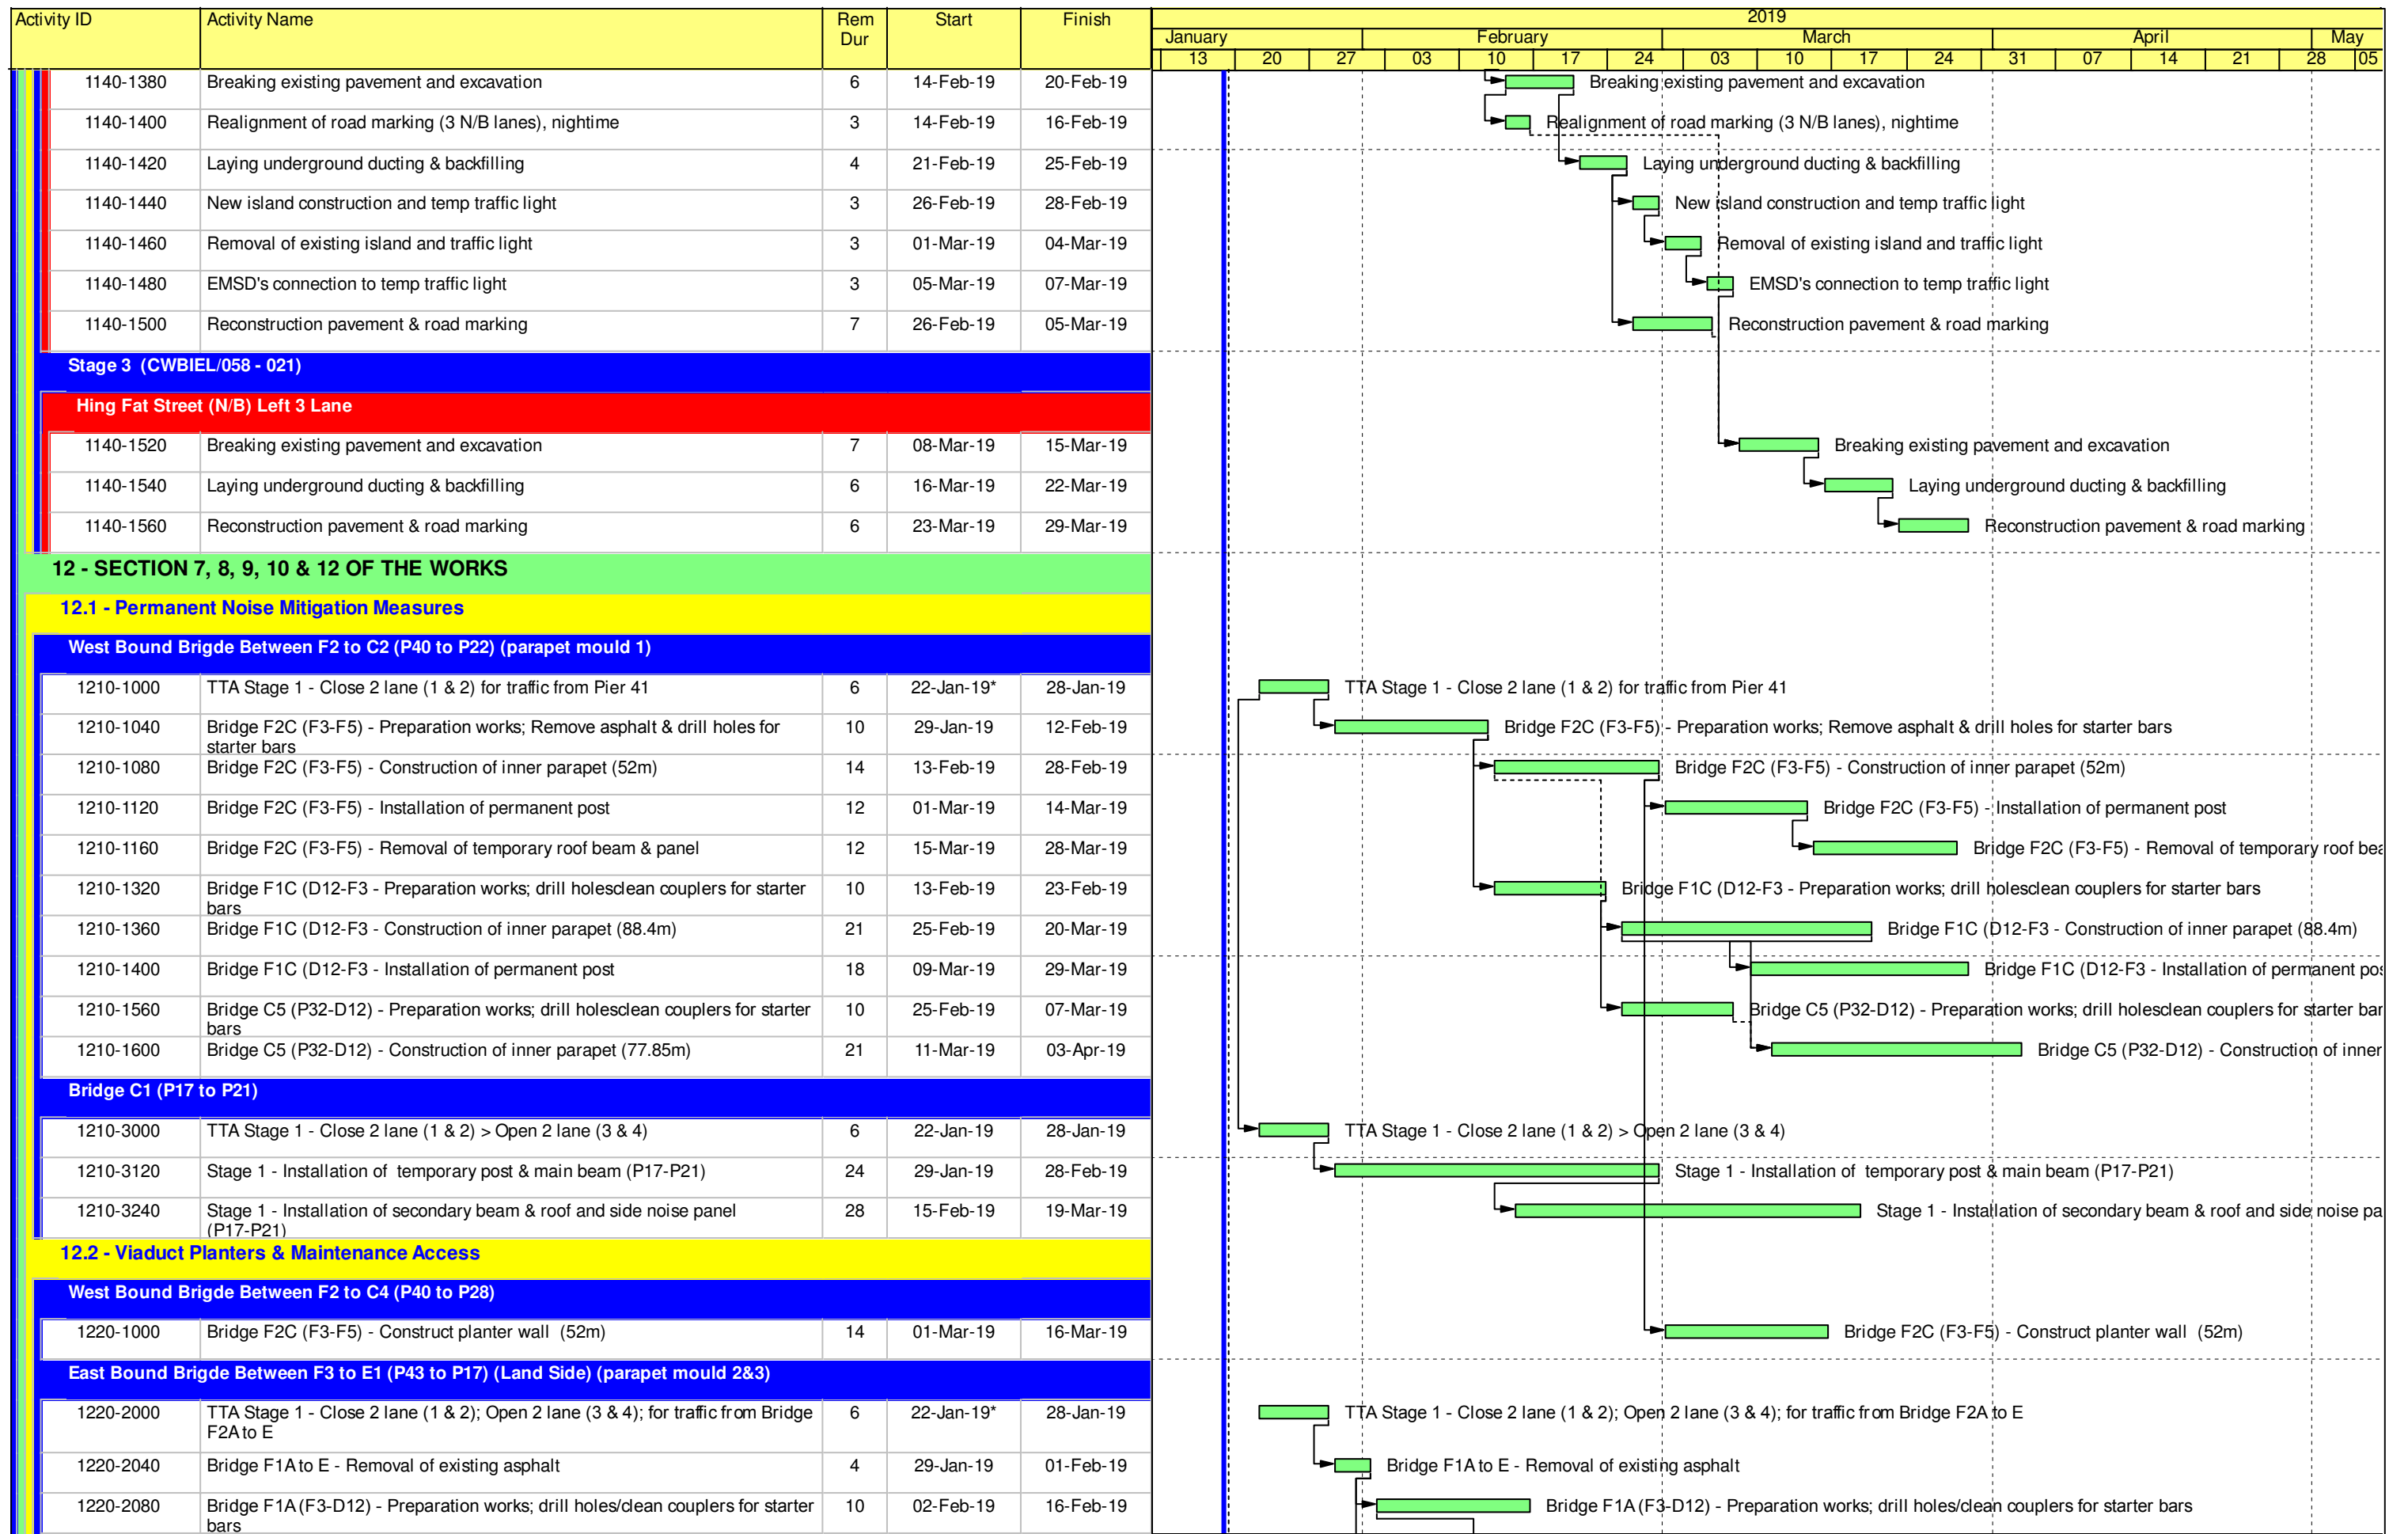 Activity ID Activity Name Rem Dur Start Finish 2019
January February March April May
13 20 27 03 10 17 24 03 10 17 24 31 07 14 21 28 05
1140-1380 Breaking existing pavement and excavation 6 14-Feb-19 20-Feb-19 Breaking existing pavement and excavation
1140-1400 Realignment of road marking (3 N/B lanes), nightime 3 14-Feb-19 16-Feb-19 Realignment of road marking (3 N/B lanes), nightime
1140-1420 Laying underground ducting & backfilling 4 21-Feb-19 25-Feb-19 Laying underground ducting & backfilling
1140-1440 New island construction and temp traffic light 3 26-Feb-19 28-Feb-19 New island construction and temp traffic light
1140-1460 Removal of existing island and traffic light 3 01-Mar-19 04-Mar-19 Removal of existing island and traffic light
1140-1480 EMSD's connection to temp traffic light 3 05-Mar-19 07-Mar-19 EMSD's connection to temp traffic light
1140-1500 Reconstruction pavement & road marking 7 26-Feb-19 05-Mar-19 Reconstruction pavement & road marking
Stage 3 (CWBIEL/058 - 021)
Hing Fat Street (N/B) Left 3 Lane
1140-1520 Breaking existing pavement and excavation 7 08-Mar-19 15-Mar-19 Breaking existing pavement and excavation
1140-1540 Laying underground ducting & backfilling 6 16-Mar-19 22-Mar-19 Laying underground ducting & backfilling
1140-1560 Reconstruction pavement & road marking 6 23-Mar-19 29-Mar-19 Reconstruction pavement & road marking
12 - SECTION 7, 8, 9, 10 & 12 OF THE WORKS
12.1 - Permanent Noise Mitigation Measures
West Bound Brigde Between F2 to C2 (P40 to P22) (parapet mould 1)
1210-1000 TTA Stage 1 - Close 2 lane (1 & 2) for traffic from Pier 41 6 22-Jan-19* 28-Jan-19 TTA Stage 1 - Close 2 lane (1 & 2) for traffic from Pier 41
1210-1040 Bridge F2C (F3-F5) - Preparation works; Remove asphalt & drill holes for 10 29-Jan-19 12-Feb-19 Bridge F2C (F3-F5) - Preparation works; Remove asphalt & drill holes for starter bars
starter bars
1210-1080 Bridge F2C (F3-F5) - Construction of inner parapet (52m) 14 13-Feb-19 28-Feb-19 Bridge F2C (F3-F5) - Construction of inner parapet (52m)
1210-1120 Bridge F2C (F3-F5) - Installation of permanent post 12 01-Mar-19 14-Mar-19 Bridge F2C (F3-F5) - Installation of permanent post
1210-1160 Bridge F2C (F3-F5) - Removal of temporary roof beam & panel 12 15-Mar-19 28-Mar-19 Bridge F2C (F3-F5) - Removal of temporary roof bea
1210-1320 Bridge F1C (D12-F3 - Preparation works; drill holesclean couplers for starter 10 13-Feb-19 23-Feb-19 Bridge F1C (D12-F3 - Preparation works; drill holesclean couplers for starter bars
bars
1210-1360 Bridge F1C (D12-F3 - Construction of inner parapet (88.4m) 21 25-Feb-19 20-Mar-19 Bridge F1C (D12-F3 - Construction of inner parapet (88.4m)
1210-1400 Bridge F1C (D12-F3 - Installation of permanent post 18 09-Mar-19 29-Mar-19 Bridge F1C (D12-F3 - Installation of permanent pos
1210-1560 Bridge C5 (P32-D12) - Preparation works; drill holesclean couplers for starter 10 25-Feb-19 07-Mar-19 Bridge C5 (P32-D12) - Preparation works; drill holesclean couplers for starter bar
bars
1210-1600 Bridge C5 (P32-D12) - Construction of inner parapet (77.85m) 21 11-Mar-19 03-Apr-19 Bridge C5 (P32-D12) - Construction of inner
Bridge C1 (P17 to P21)
1210-3000 TTA Stage 1 - Close 2 lane (1 & 2) > Open 2 lane (3 & 4) 6 22-Jan-19 28-Jan-19 TTA Stage 1 - Close 2 lane (1 & 2) > Open 2 lane (3 & 4)
1210-3120 Stage 1 - Installation of temporary post & main beam (P17-P21) 24 29-Jan-19 28-Feb-19 Stage 1 - Installation of temporary post & main beam (P17-P21)
1210-3240 Stage 1 - Installation of secondary beam & roof and side noise panel 28 15-Feb-19 19-Mar-19 Stage 1 - Installation of secondary beam & roof and side noise pa
(P17-P21)
12.2 - Viaduct Planters & Maintenance Access
West Bound Brigde Between F2 to C4 (P40 to P28)
1220-1000 Bridge F2C (F3-F5) - Construct planter wall (52m) 14 01-Mar-19 16-Mar-19 Bridge F2C (F3-F5) - Construct planter wall (52m)
East Bound Brigde Between F3 to E1 (P43 to P17) (Land Side) (parapet mould 2&3)
1220-2000 TTA Stage 1 - Close 2 lane (1 & 2); Open 2 lane (3 & 4); for traffic from Bridge 6 22-Jan-19* 28-Jan-19 TTA Stage 1 - Close 2 lane (1 & 2); Open 2 lane (3 & 4); for traffic from Bridge F2A to E
F2A to E
1220-2040 Bridge F1A to E - Removal of existing asphalt 4 29-Jan-19 01-Feb-19 Bridge F1A to E - Removal of existing asphalt
1220-2080 Bridge F1A (F3-D12) - Preparation works; drill holes/clean couplers for starter 10 02-Feb-19 16-Feb-19 Bridge F1A (F3-D12) - Preparation works; drill holes/clean couplers for starter bars
bars